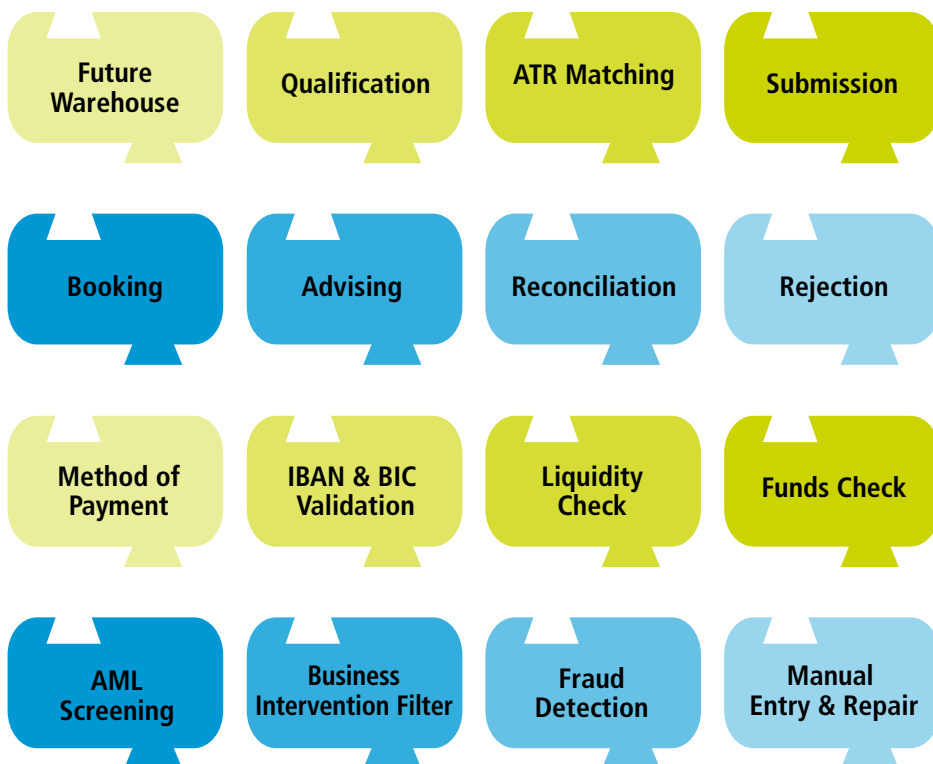 Future
Warehouse
Qualification
ATR Matching
Submission
Booking
Advising
Reconciliation
Rejection
Method of
Payment
IBAN & BIC
Validation
Liquidity
Check
Funds Check
AML
Screening
Business
Intervention Filter
Fraud
Detection
Manual
Entry & Repair